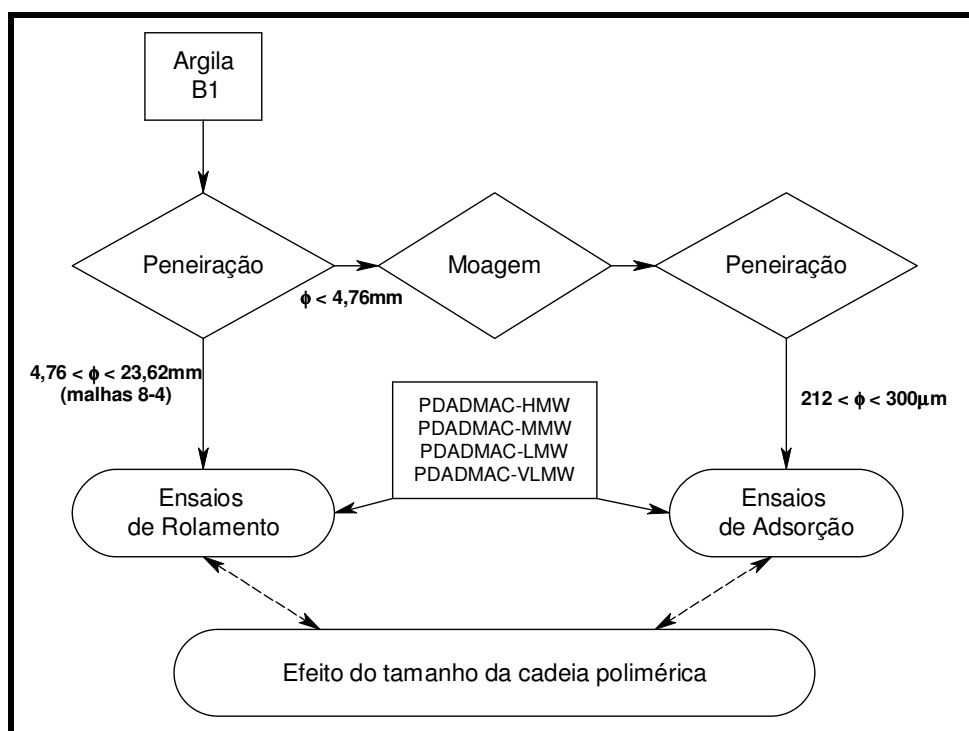 Argila
B1
Peneiração
Moagem
Peneiração
ϕ < 4,76mm
4,76 < ϕ < 23,62mm
(malhas 8-4)
PDADMAC-HMW
PDADMAC-MMW
PDADMAC-LMW
PDADMAC-VLMW
212 < ϕ < 300μm
Ensaios
de Rolamento
Ensaios
de Adsorção
Efeito do tamanho da cadeia polimérica